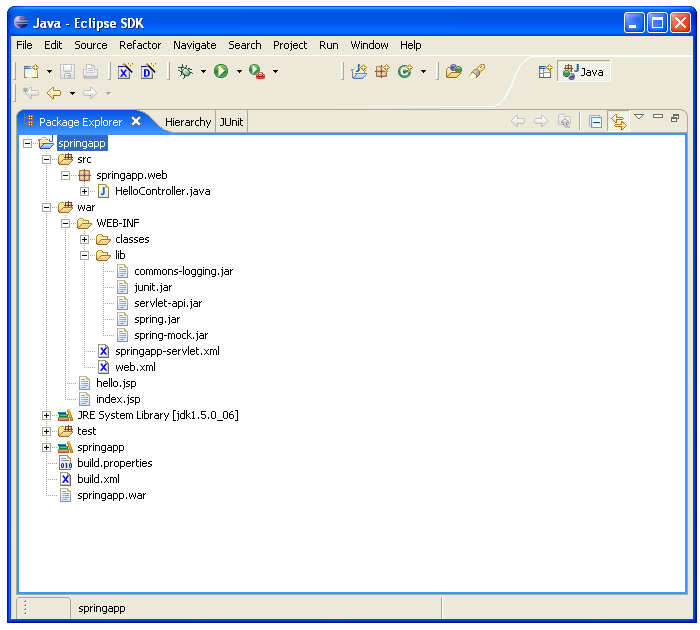 Java - Eclipse SDK
File Edit Source Refactor Navigate Search Project Run Window Help
Java
Package Explorer Hierarchy JUnit
springapp
src
springapp.web
HelloController.java
war
WEB-INF
classes
lib
commons-logging.jar
junit.jar
servlet-api.jar
spring.jar
spring-mock.jar
springapp-servlet.xml
web.xml
hello.jsp
index.jsp
JRE System Library [jdk1.5.0_06]
test
springapp
build.properties
build.xml
springapp.war
springapp